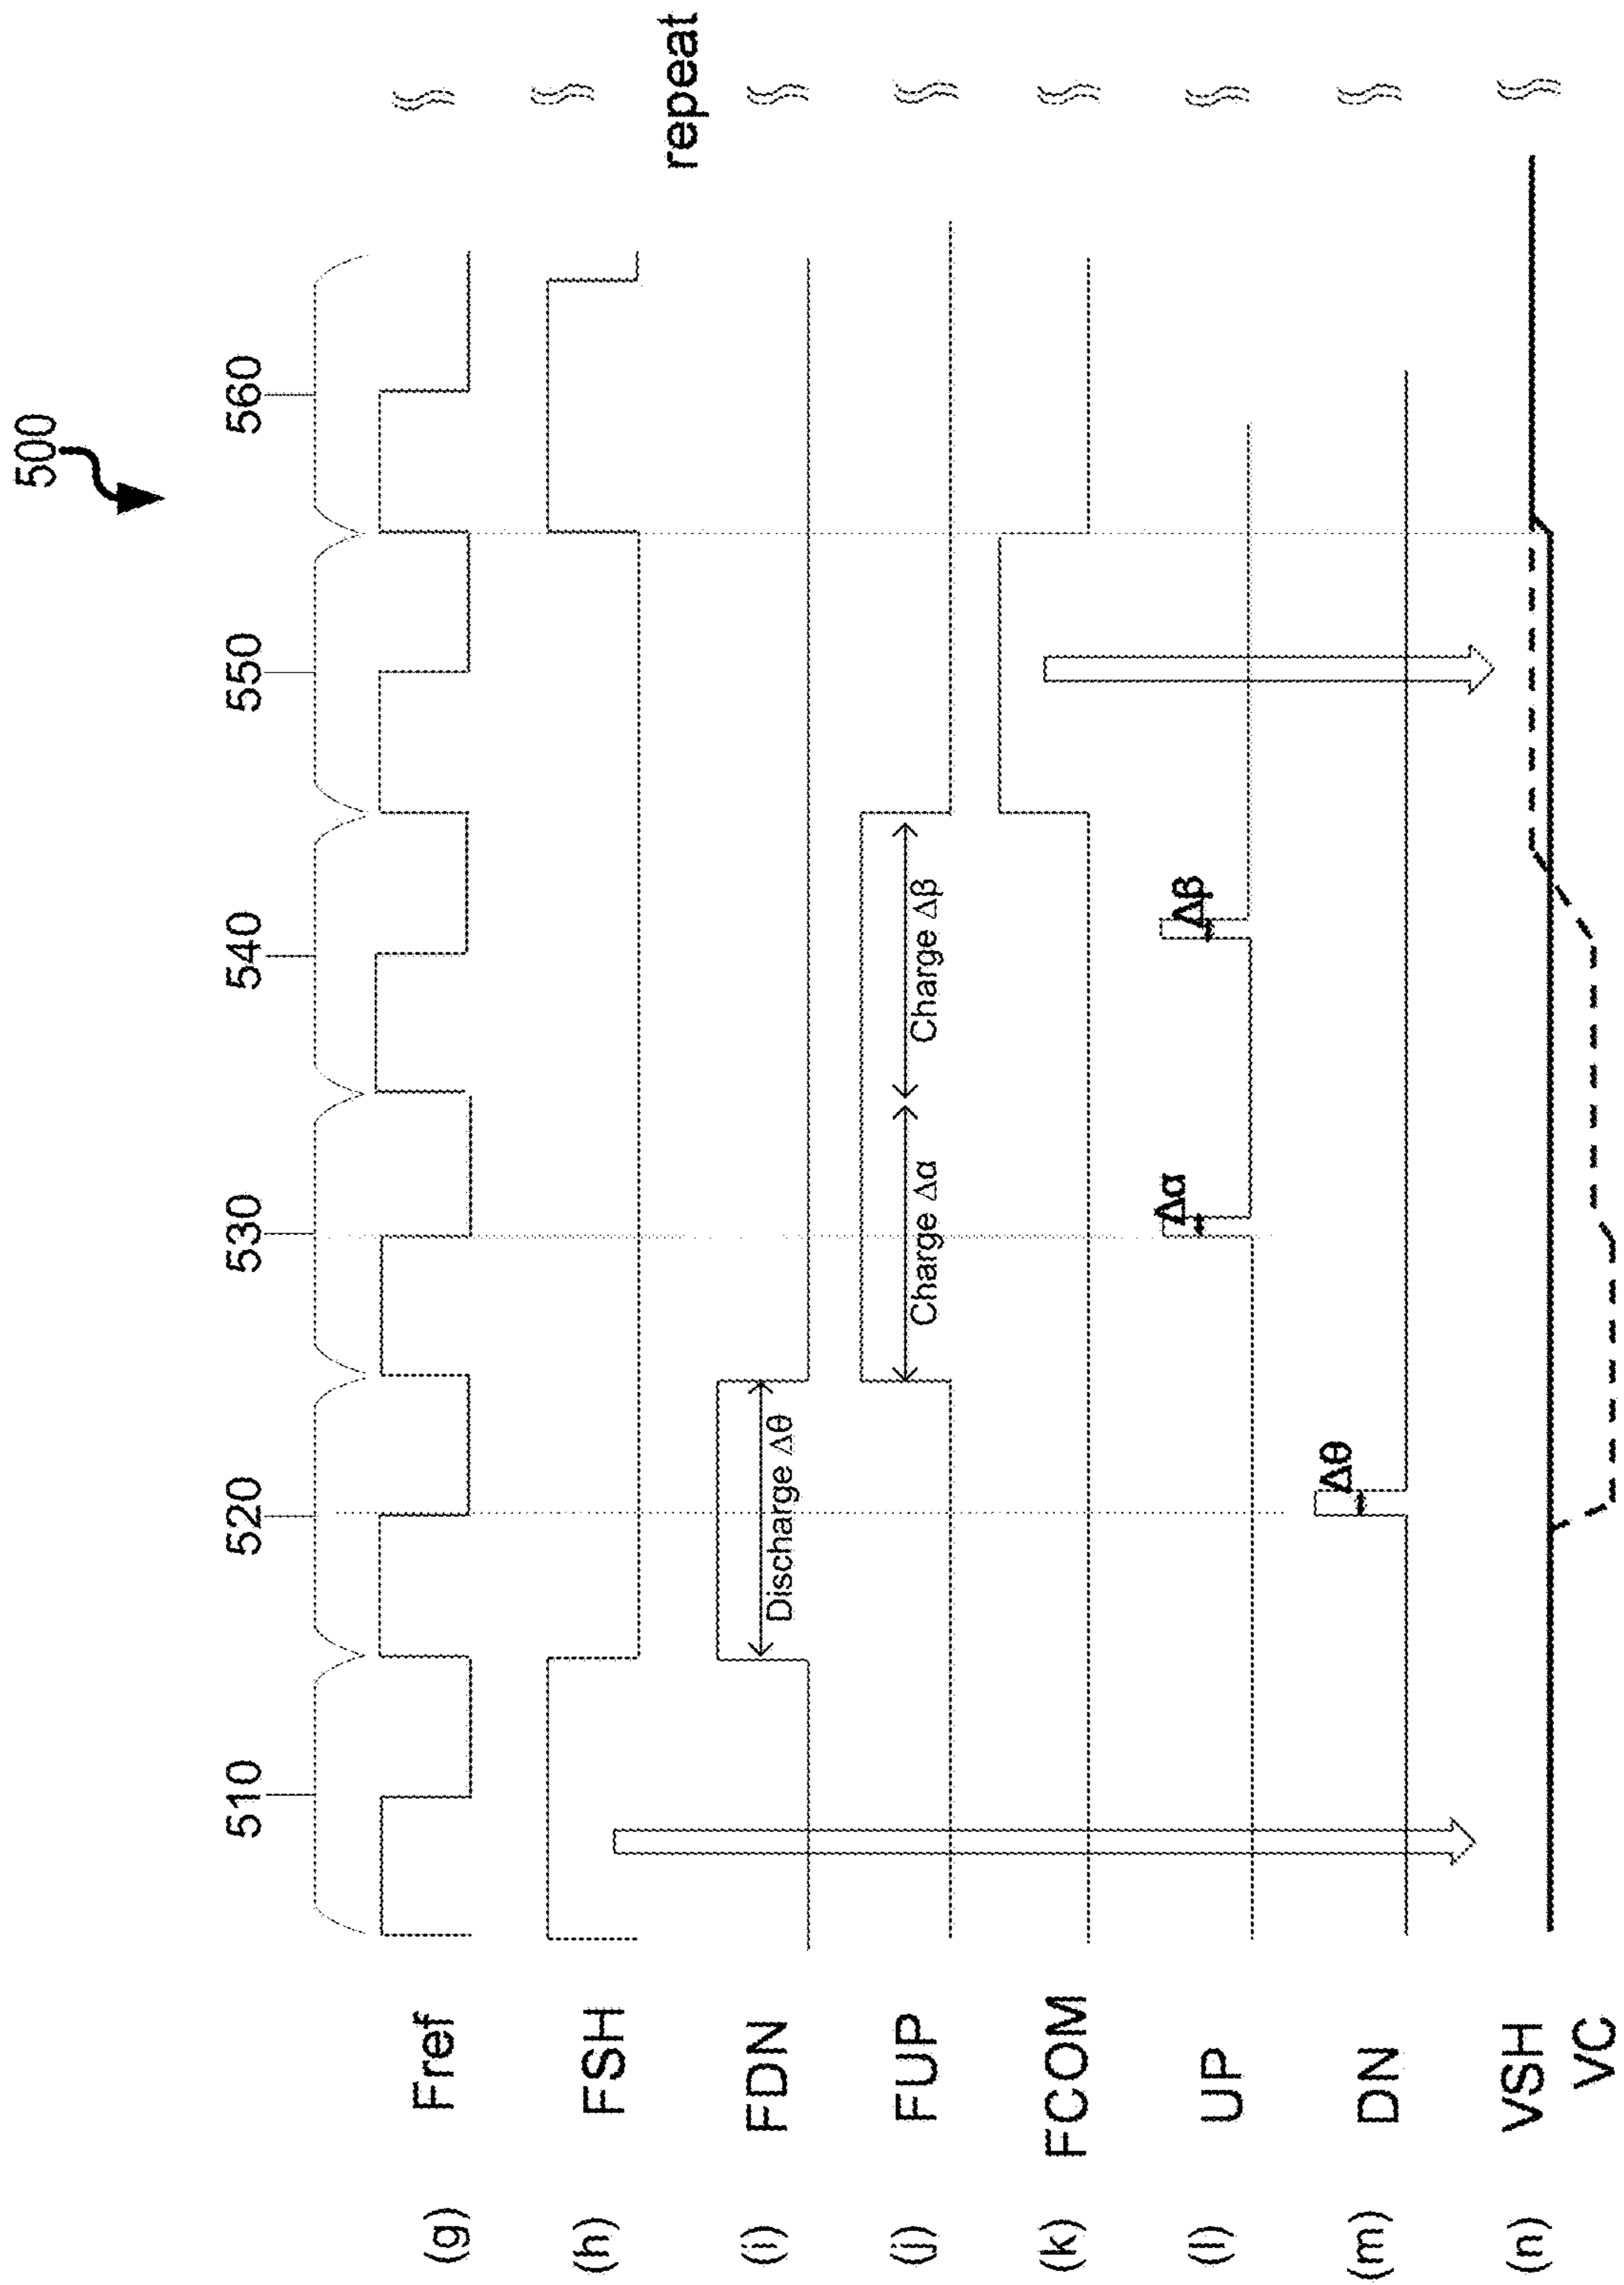 500
510 520 530 540 550 560
(g) Fref
(h) FSH
repeat
(i) FDN
Discharge Δθ
(j) FUP
Charge Δα Charge Δβ
(k) FCOM
(l) UP
Δα Δβ
(m) DN
Δθ
(n) VSH
VC